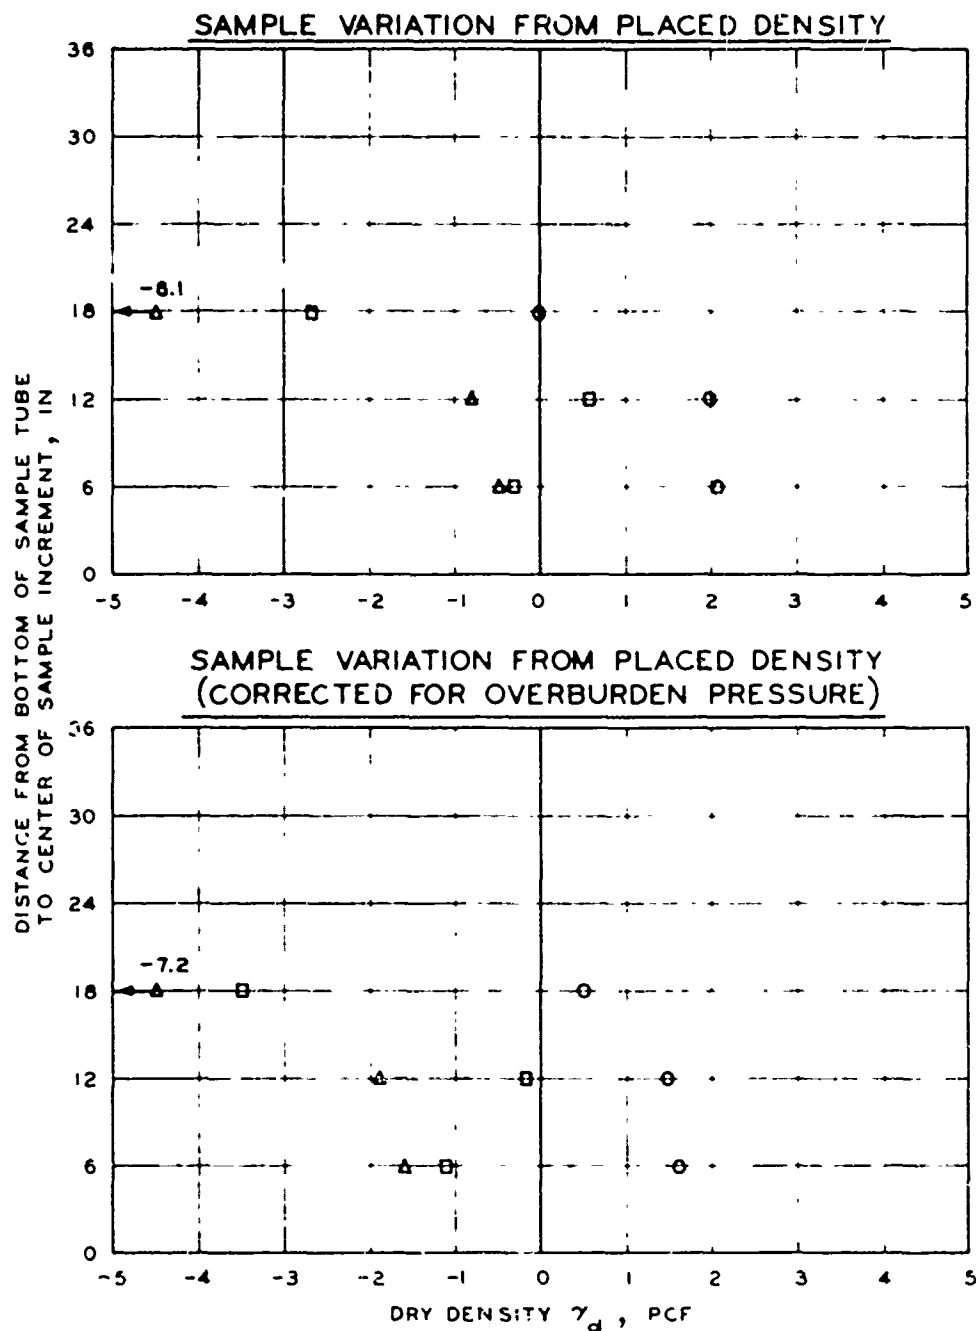 SAMPLE VARIATION FROM PLACED DENSITY
36
30
24
18
12
6
0
-6.1
-5 -4 -3 -2 -1 0 1 2 3 4 5
DISTANCE FROM BOTTOM OF SAMPLE TUBE
TO CENTER OF SAMPLE INCREMENT, IN
SAMPLE VARIATION FROM PLACED DENSITY
(CORRECTED FOR OVERBURDEN PRESSURE)
36
30
24
18
12
6
0
-7.2
-5 -4 -3 -2 -1 0 1 2 3 4 5
DRY DENSITY γd, PCF